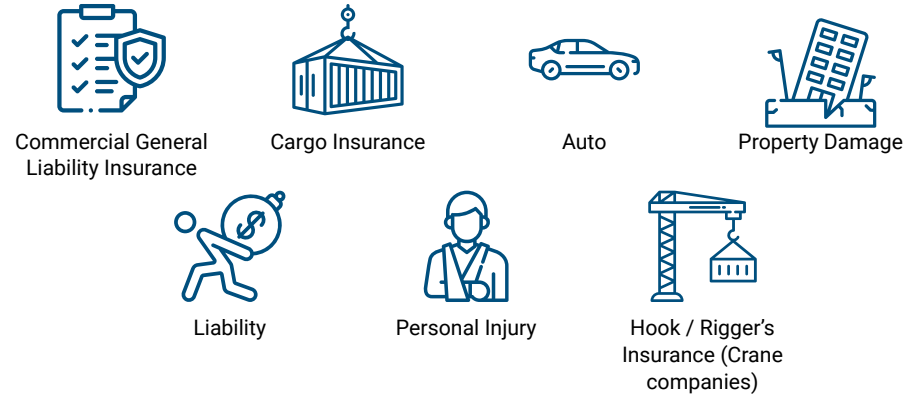 Commercial General
Liability Insurance
Cargo Insurance
Auto
Property Damage
$
Liability
Personal Injury
Hook / Rigger’s
Insurance (Crane
companies)